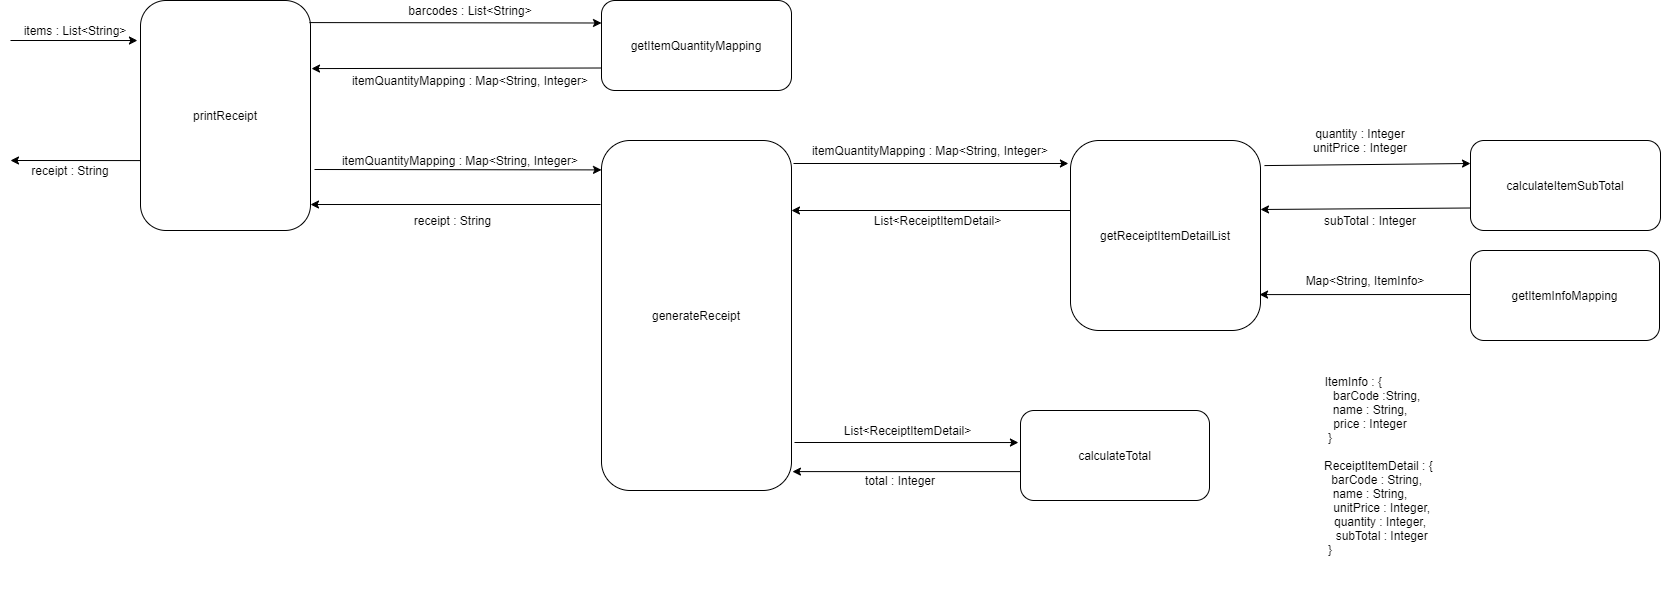 barcodes : List<String>
items : List<String>
getItemQuantityMapping
itemQuantityMapping : Map<String, Integer>
printReceipt
receipt : String
itemQuantityMapping : Map<String, Integer>
receipt : String
generateReceipt
itemQuantityMapping : Map<String, Integer>
List<ReceiptItemDetail>
getReceiptItemDetailList
quantity : Integer
unitPrice : Integer
calculateItemSubTotal
subTotal : Integer
Map<String, ItemInfo>
getItemInfoMapping
List<ReceiptItemDetail>
calculateTotal
total : Integer
ItemInfo : {
barCode :String,
name : String,
price : Integer
}
ReceiptItemDetail : {
barCode : String,
name : String,
unitPrice : Integer,
quantity : Integer,
subTotal : Integer
}